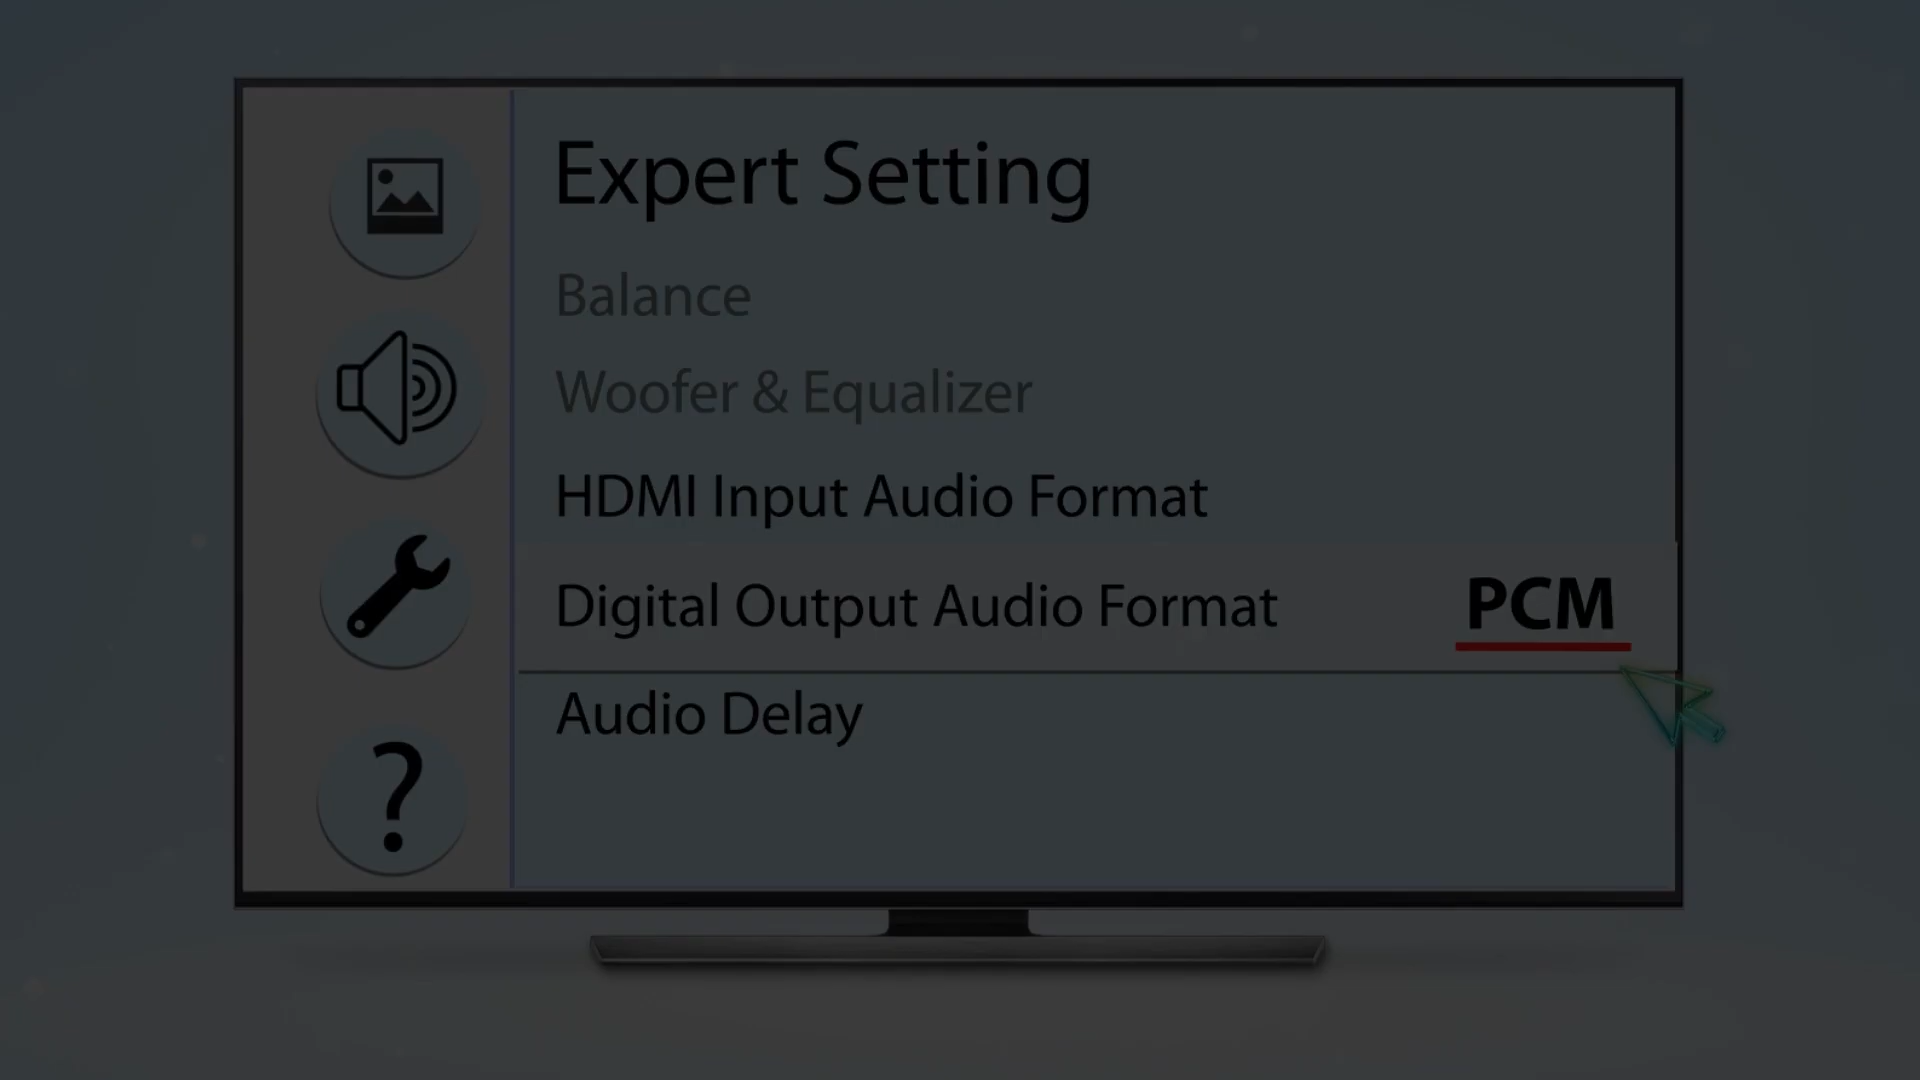 Expert Setting
Balance
Woofer & Equalizer
HDMI Input Audio Format
Digital Output Audio Format PCM
Audio Delay
?